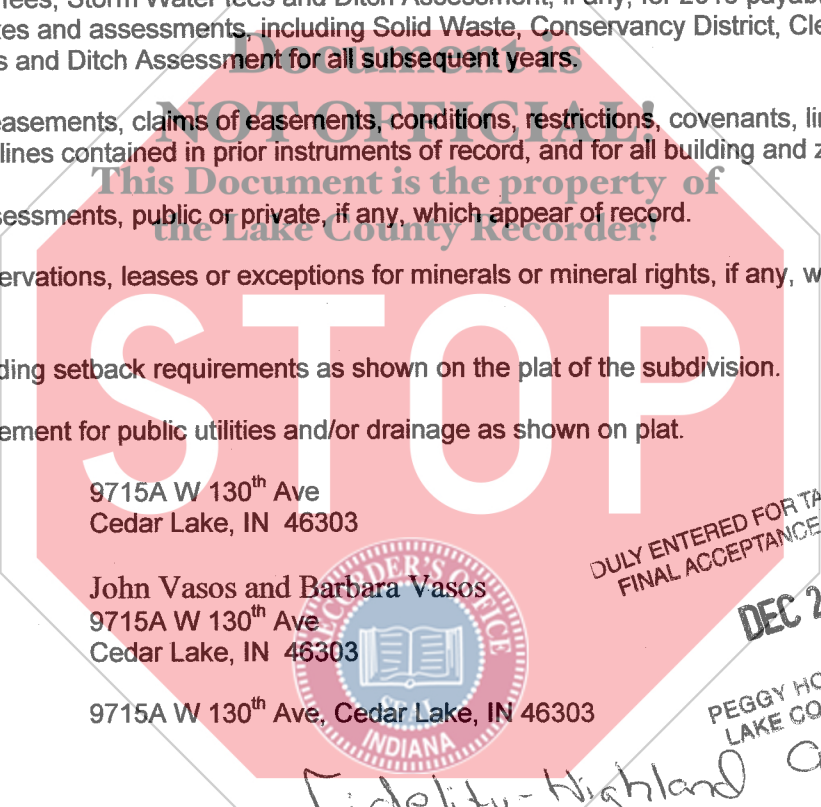 fees, Storm Water fees and Ditch Assessment, if any, for 2015 payab
es and assessments, including Solid Waste, Conservancy District, Cle
s and Ditch Assessment for all subsequent years.
Document is
NOT OFFICIAL!
easements, claims of easements, conditions, restrictions, covenants, li
lines contained in prior instruments of record, and for all building and z
This Document is the property of
the Lake County Recorder!
sessments, public or private, if any, which appear of record.
ervations, leases or exceptions for minerals or mineral rights, if any, w
STOP
ding setback requirements as shown on the plat of the subdivision.
ement for public utilities and/or drainage as shown on plat.
9715A W 130th Ave
Cedar Lake, IN 46303
DULY ENTERED FOR TA
FINAL ACCEPTANCE
DEC 2
John Vasos and Barbara Vasos
9715A W 130th Ave
Cedar Lake, IN 46303
RECORDER'S OFFICE
SEAL
INDIANA
9715A W 130th Ave, Cedar Lake, IN 46303
PEGGY HO
LAKE CO
Fidelity-Highland